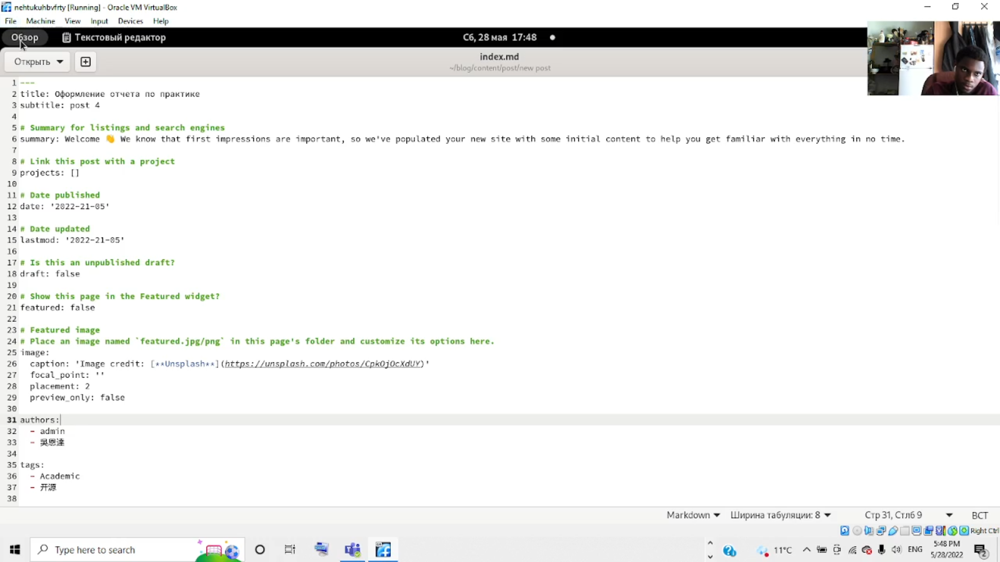 nehtukuhbvfrty [Running] - Oracle VM VirtualBox
File Machine View Input Devices Help
Обзор Текстовый редактор Сб, 28 мая 17:48
Открыть index.md
~/blog/content/post/new post
1 ---
2 title: Оформление отчета по практике
3 subtitle: post 4
4
5 # Summary for listings and search engines
6 summary: Welcome 👋 We know that first impressions are important, so we've populated your new site with some initial content to help you get familiar with everything in no time.
7
8 # Link this post with a project
9 projects: []
10
11 # Date published
12 date: '2022-21-05'
13
14 # Date updated
15 lastmod: '2022-21-05'
16
17 # Is this an unpublished draft?
18 draft: false
19
20 # Show this page in the Featured widget?
21 featured: false
22
23 # Featured image
24 # Place an image named `featured.jpg/png` in this page's folder and customize its options here.
25 image:
26 caption: 'Image credit: [**Unsplash**](https://unsplash.com/photos/CpkOjOcXdUY)'
27 focal_point: ''
28 placement: 2
29 preview_only: false
30
31 authors:
32 - admin
33 - 吳恩達
34
35 tags:
36 - Academic
37 - 开源
38
Markdown Ширина табуляции: 8 Стр 31, Стлб 9 ВСТ
Right Ctrl
Type here to search 11°C ENG 5:48 PM
5/28/2022 2